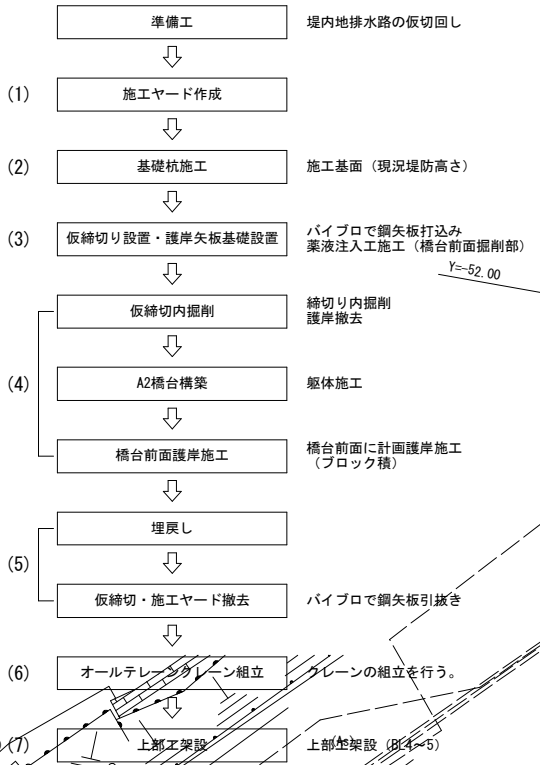 準備工 堤内地排水路の仮切回し
(1) 施工ヤード作成
(2) 基礎杭施工 施工基面（現況堤防高さ）
(3) 仮締切り設置・護岸矢板基礎設置 バイブロで鋼矢板打込み
薬液注入工施工（橋台前面掘削部）
Y=-52.00
仮締切内掘削 締切り内掘削
護岸撤去
(4) A2橋台構築 躯体施工
橋台前面護岸施工 橋台前面に計画護岸施工
（ブロック積）
埋戻し
(5)
仮締切・施工ヤード撤去 バイブロで鋼矢板引抜き
(6) オールテレーンクレーン組立 クレーンの組立を行う。
(7) 上部工架設 上部工架設（BL4～5）
(As)